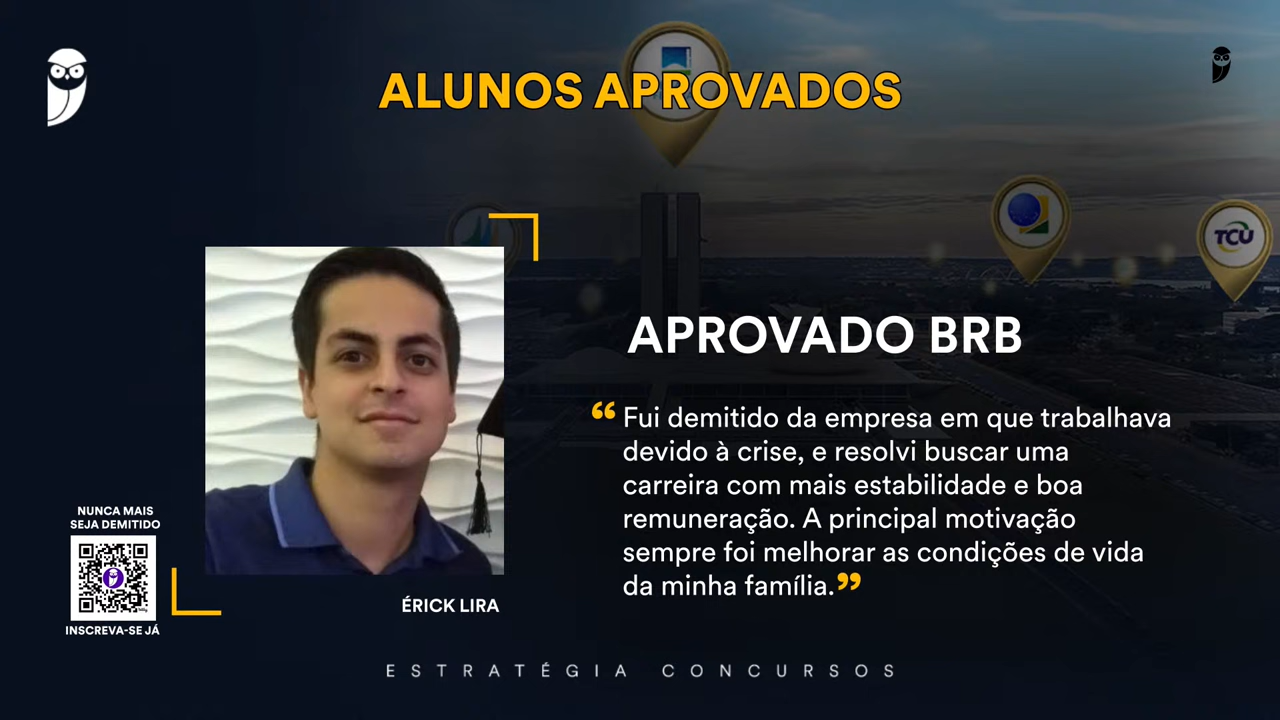 ALUNOS APROVADOS
TCU
APROVADO BRB
“Fui demitido da empresa em que trabalhava
devido à crise, e resolvi buscar uma
carreira com mais estabilidade e boa
remuneração. A principal motivação
sempre foi melhorar as condições de vida
da minha família.”
NUNCA MAIS
SEJA DEMITIDO
INSCREVA-SE JÁ
ÉRICK LIRA
ESTRATÉGIA CONCURSOS